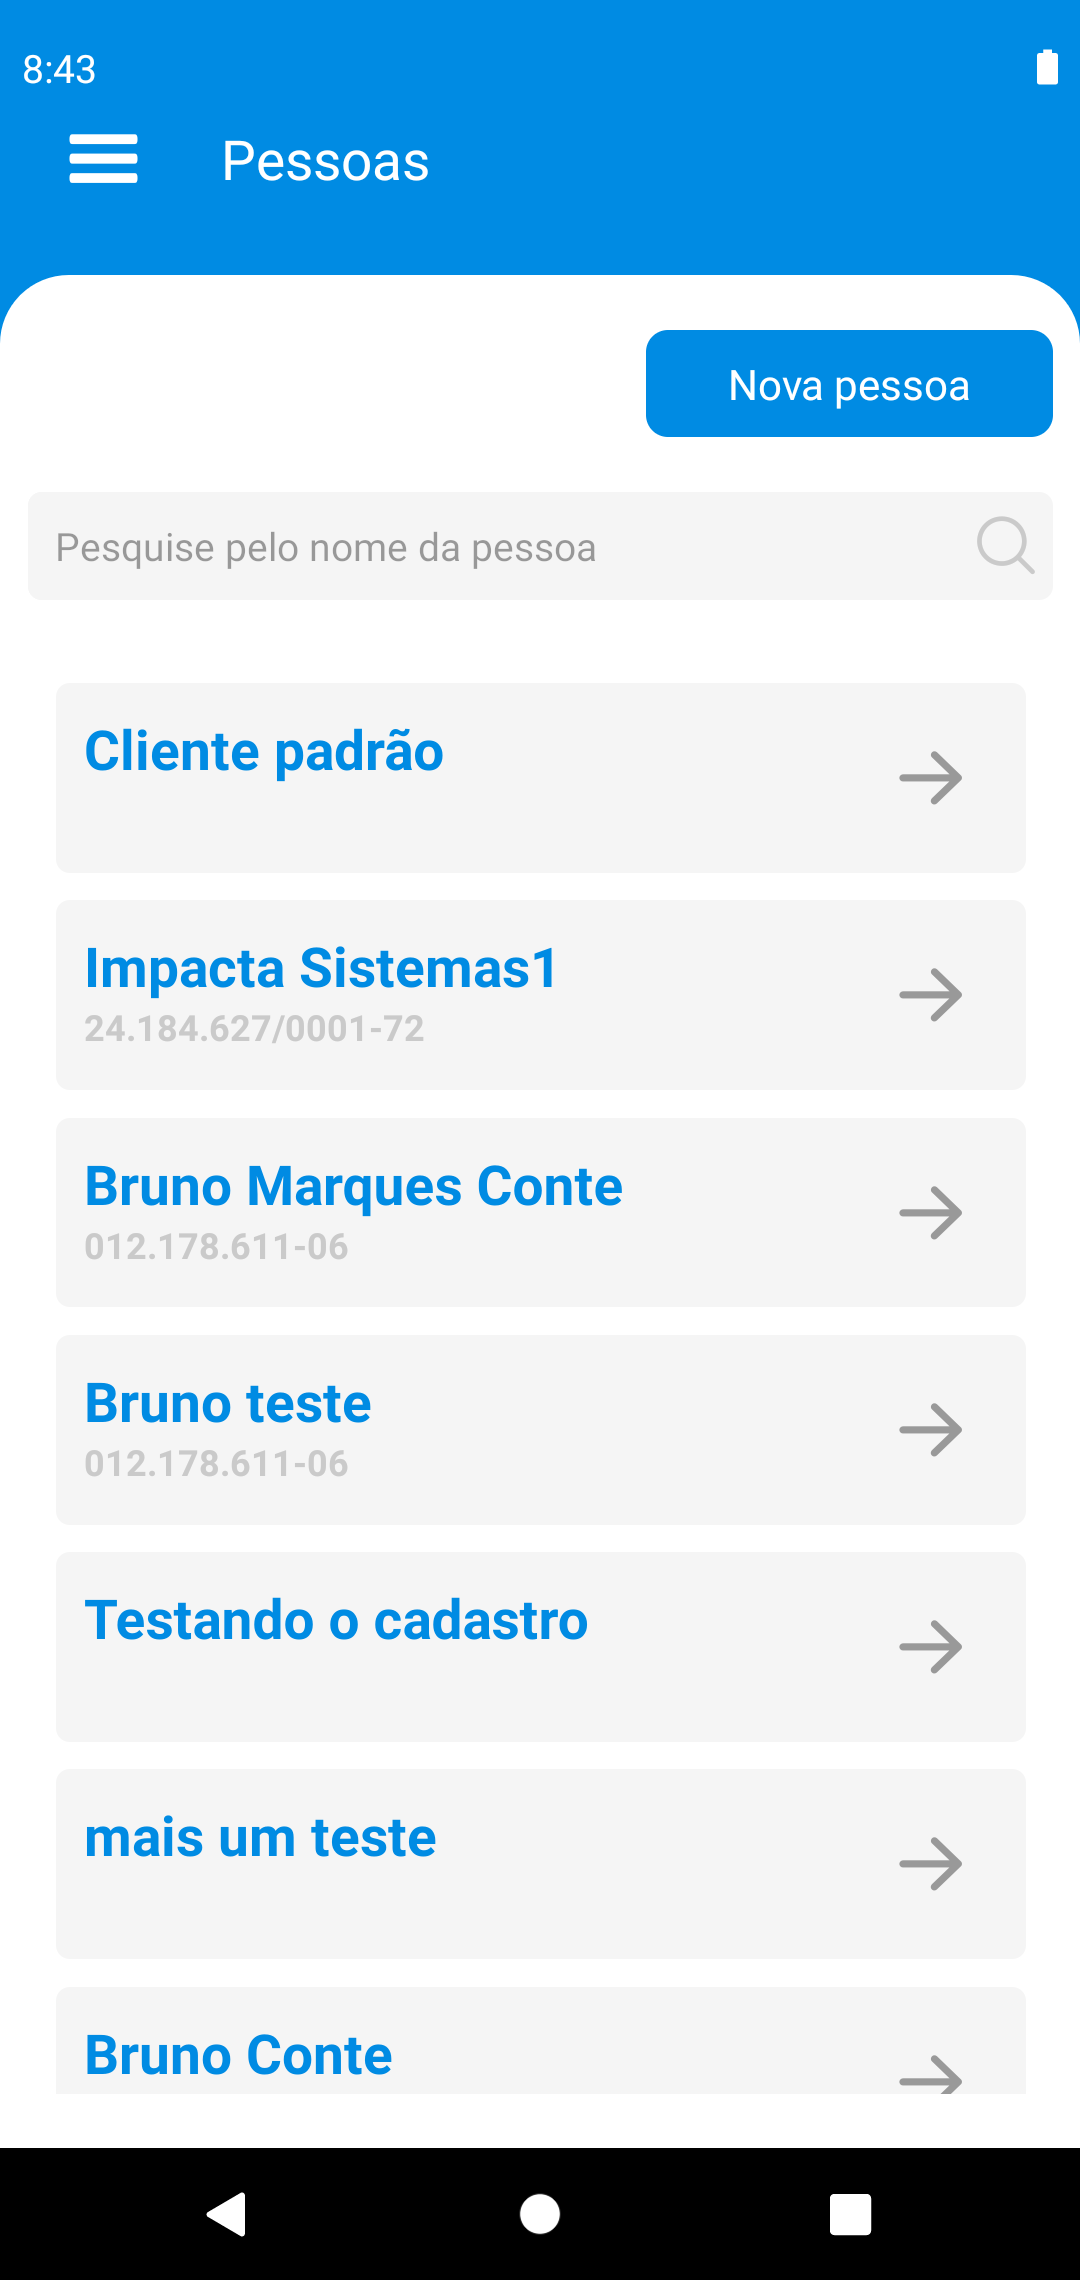 8:43
Pessoas
Nova pessoa
Pesquise pelo nome da pessoa
Cliente padrão
Impacta Sistemas1
24.184.627/0001-72
Bruno Marques Conte
012.178.611-06
Bruno teste
012.178.611-06
Testando o cadastro
mais um teste
Bruno Conte